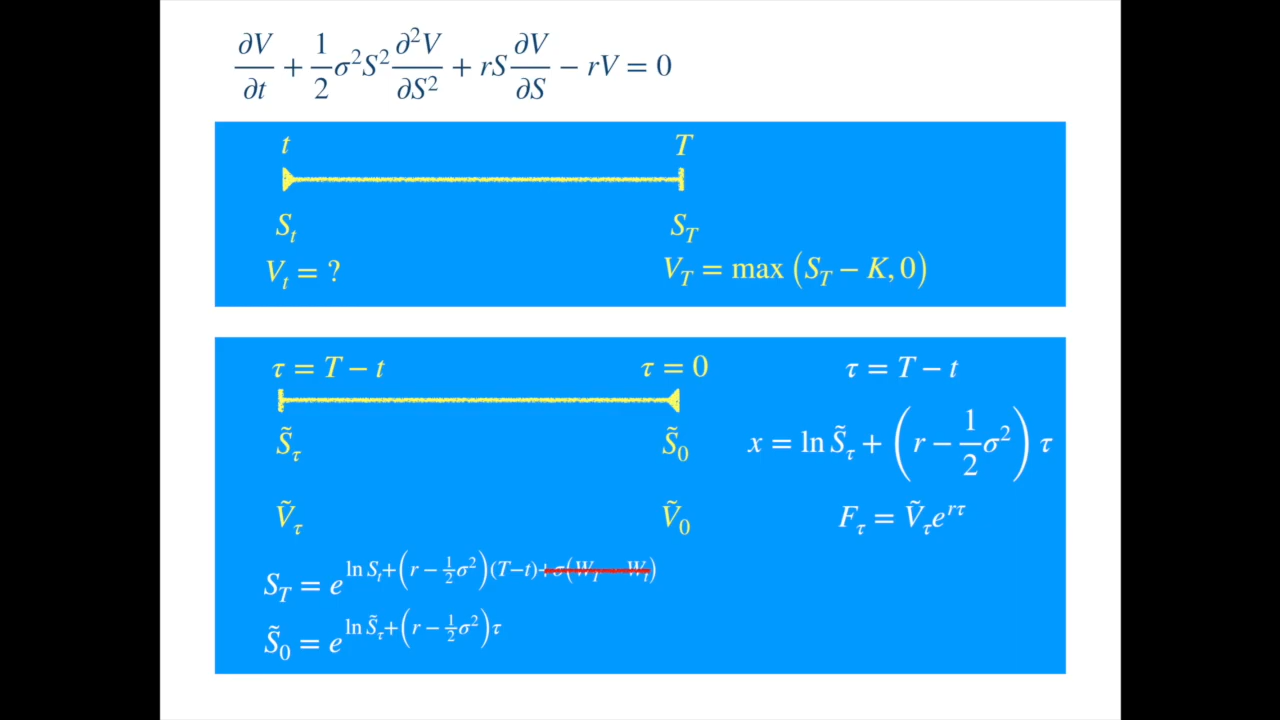 ∂V/∂t + 1/2 σ²S² ∂²V/∂S² + rS ∂V/∂S − rV = 0
t T
S_t S_T
V_t = ? V_T = max (S_T − K, 0)
τ = T − t τ = 0 τ = T − t
S̃_τ S̃_0 x = ln S̃_τ + (r − 1/2 σ²) τ
Ṽ_τ Ṽ_0 F_τ = Ṽ_τ e^{rτ}
S_T = e^{ln S_t + (r − 1/2 σ²)(T−t) + σ(W_T − W_t)}
S̃_0 = e^{ln S̃_τ + (r − 1/2 σ²)τ}